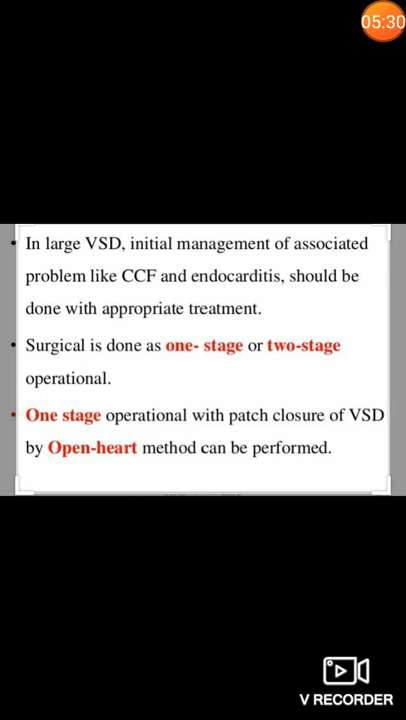 05:30
• In large VSD, initial management of associated
problem like CCF and endocarditis, should be
done with appropriate treatment.
• Surgical is done as one- stage or two-stage
operational.
• One stage operational with patch closure of VSD
by Open-heart method can be performed.
V RECORDER